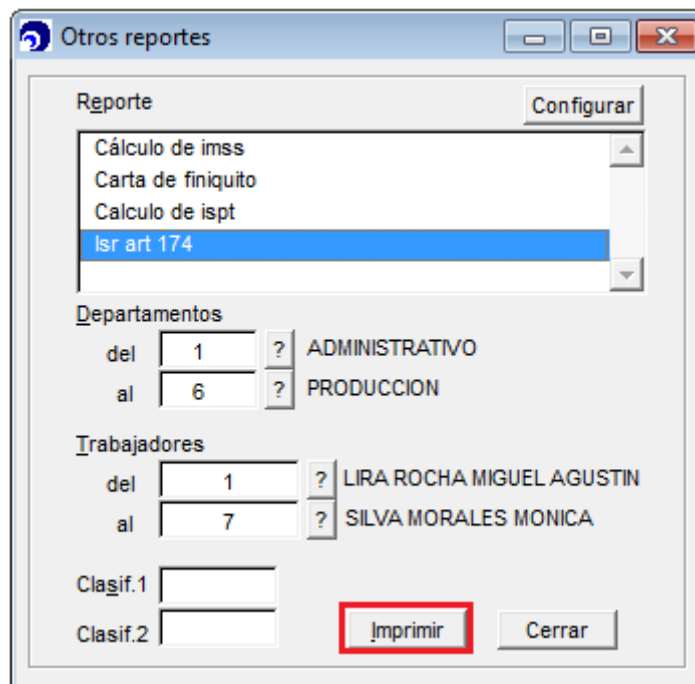 Otros reportes
Reporte
Configurar
Cálculo de imss
Carta de finiquito
Calculo de ispt
Isr art 174
Departamentos
del 1 ? ADMINISTRATIVO
al 6 ? PRODUCCION
Trabajadores
del 1 ? LIRA ROCHA MIGUEL AGUSTIN
al 7 ? SILVA MORALES MONICA
Clasif.1
Clasif.2 Imprimir Cerrar